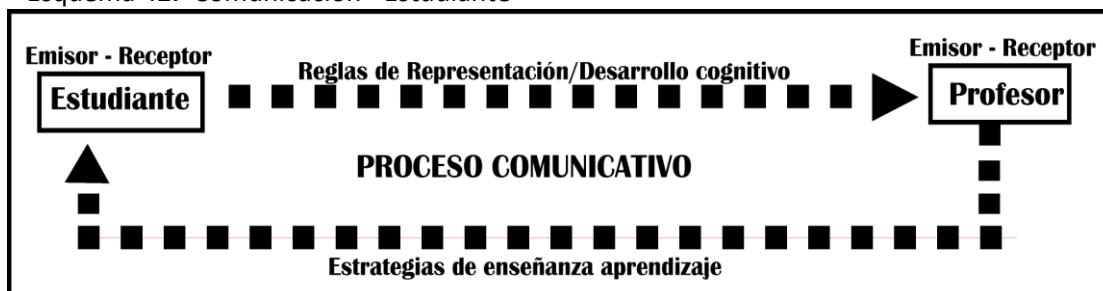 Emisor - Receptor
Estudiante
Reglas de Representación/Desarrollo cognitivo
Emisor - Receptor
Profesor
PROCESO COMUNICATIVO
Estrategias de enseñanza aprendizaje